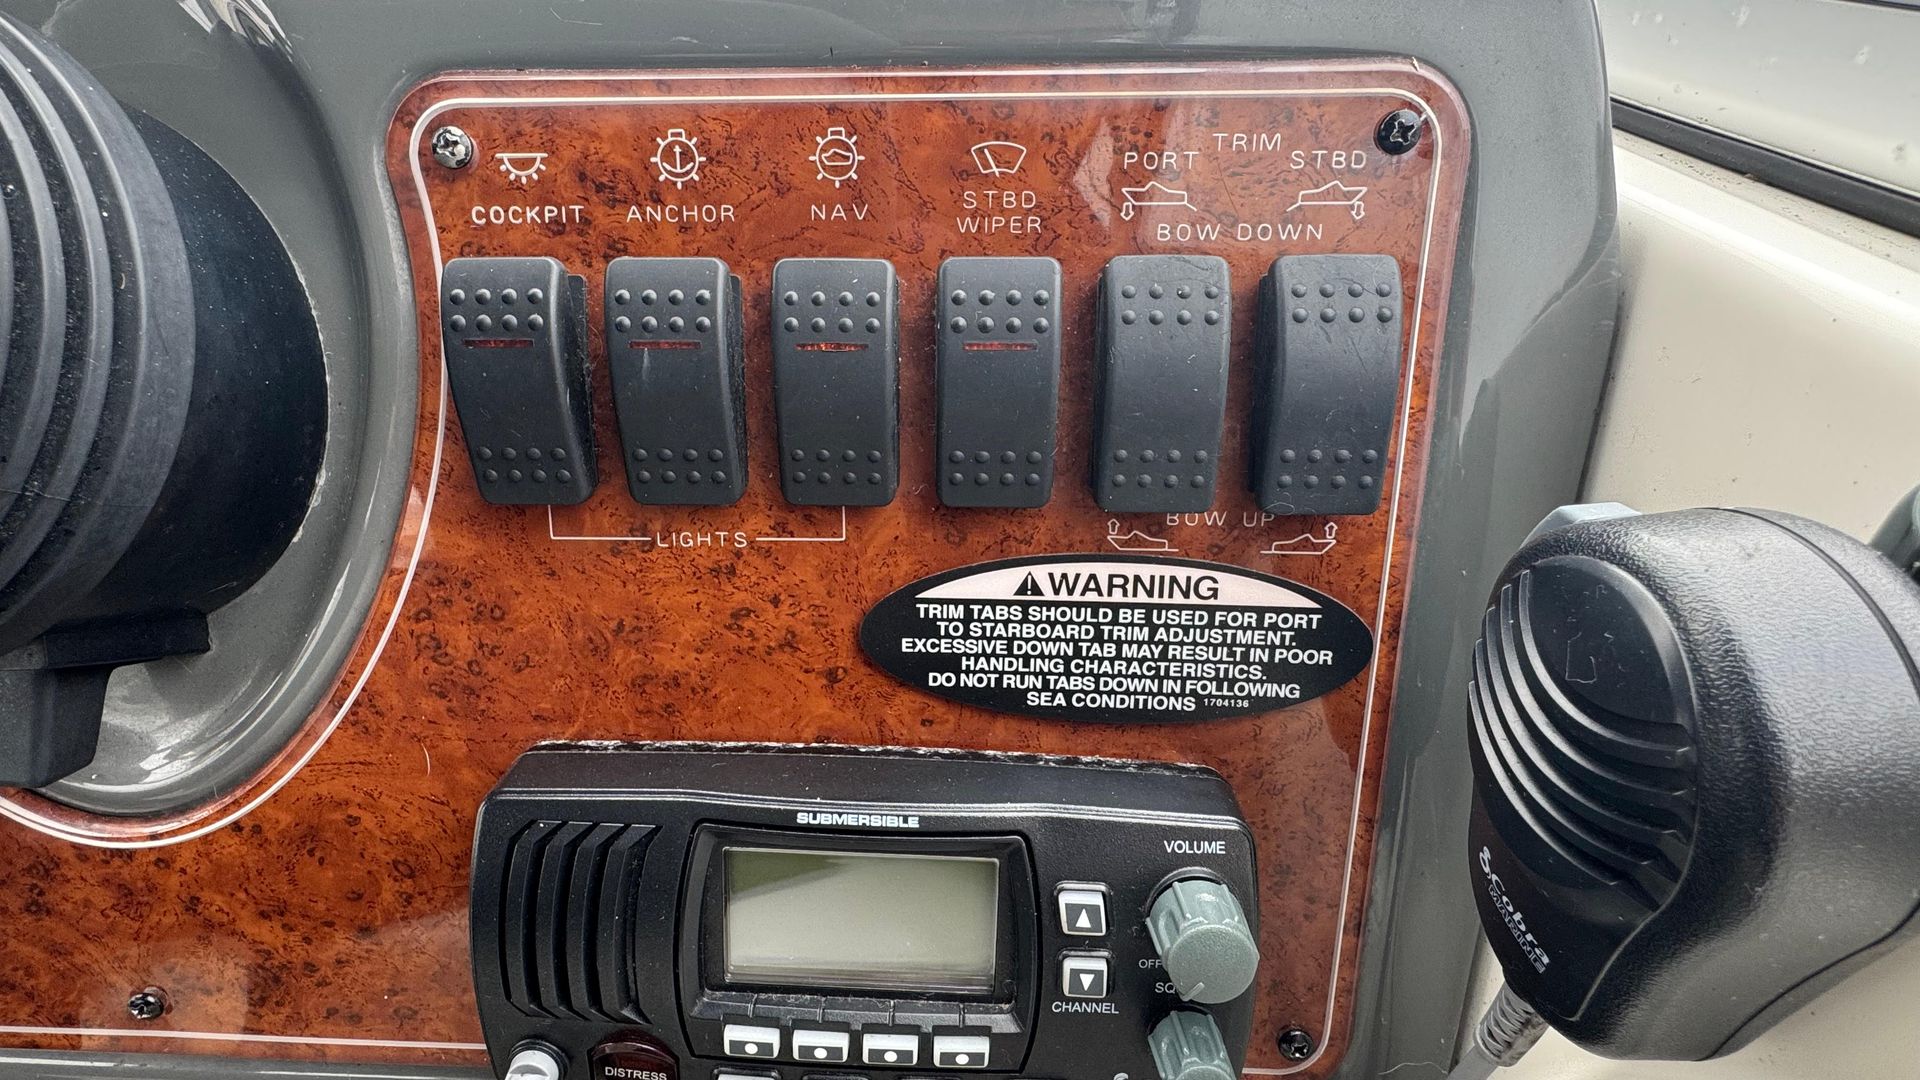 COCKPIT
ANCHOR
NAV
STBD
WIPER
TRIM
PORT STBD
BOW DOWN
LIGHTS
BOW UP
WARNING
TRIM TABS SHOULD BE USED FOR PORT
TO STARBOARD TRIM ADJUSTMENT.
EXCESSIVE DOWN TAB MAY RESULT IN POOR
HANDLING CHARACTERISTICS.
DO NOT RUN TABS DOWN IN FOLLOWING
SEA CONDITIONS 1704136
SUBMERSIBLE
VOLUME
OFF
SQ
CHANNEL
DISTRESS
Cobra
MARINE